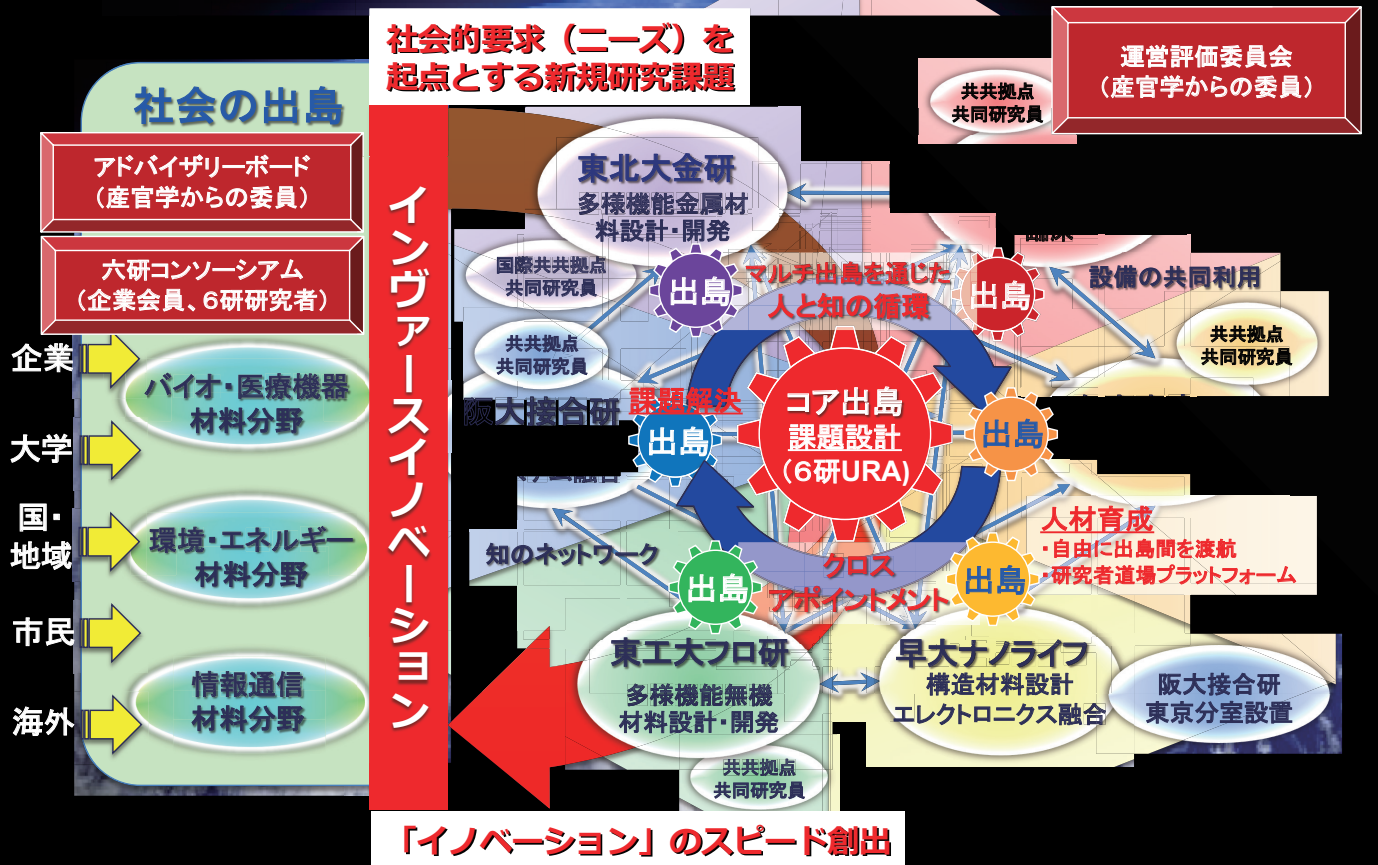 社会的要求（ニーズ）を
起点とする新規研究課題
運営評価委員会
（産官学からの委員）
共共拠点
共同研究員
社会の出島
アドバイザリーボード
（産官学からの委員）
六研コンソーシアム
（企業会員、６研研究者）
企業
大学
国・
地域
市民
海外
バイオ・医療機器
材料分野
環境・エネルギー
材料分野
情報通信
材料分野
インヴァースイノベーション
東北大金研
多様機能金属材
料設計・開発
国際共共拠点
共同研究員
出島
マルチ出島を通じた
人と知の循環
出島
設備の共同利用
共共拠点
共同研究員
共共拠点
共同研究員
阪大接合研
課題解決
出島
コア出島
課題設計
（６研URA)
出島
知のネットワーク
人材育成
・自由に出島間を渡航
・研究者道場プラットフォーム
出島
クロス
アポイントメント
出島
東工大フロ研
多様機能無機
材料設計・開発
早大ナノライフ
構造材料設計
エレクトロニクス融合
阪大接合研
東京分室設置
共共拠点
共同研究員
「イノベーション」のスピード創出